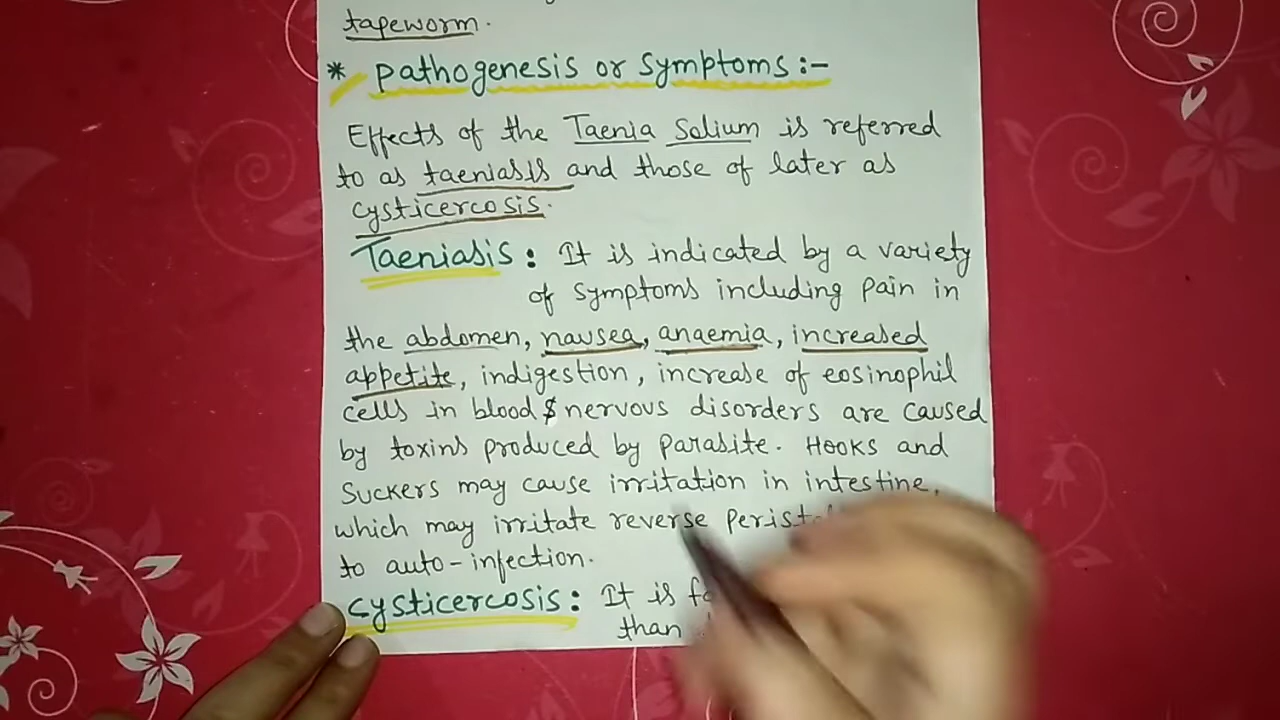 tapeworm.
* Pathogenesis or Symptoms :-
Effects of the Taenia Solium is referred
to as taeniasis and those of later as
cysticercosis.
Taeniasis : It is indicated by a variety
of symptoms including pain in
the abdomen, nausea, anaemia, increased
appetite, indigestion, increase of eosinophil
cells in blood $ nervous disorders are caused
by toxins produced by parasite. Hooks and
Suckers may cause irritation in intestine,
which may irritate reverse
to auto-infection.
Cysticercosis : It is
than